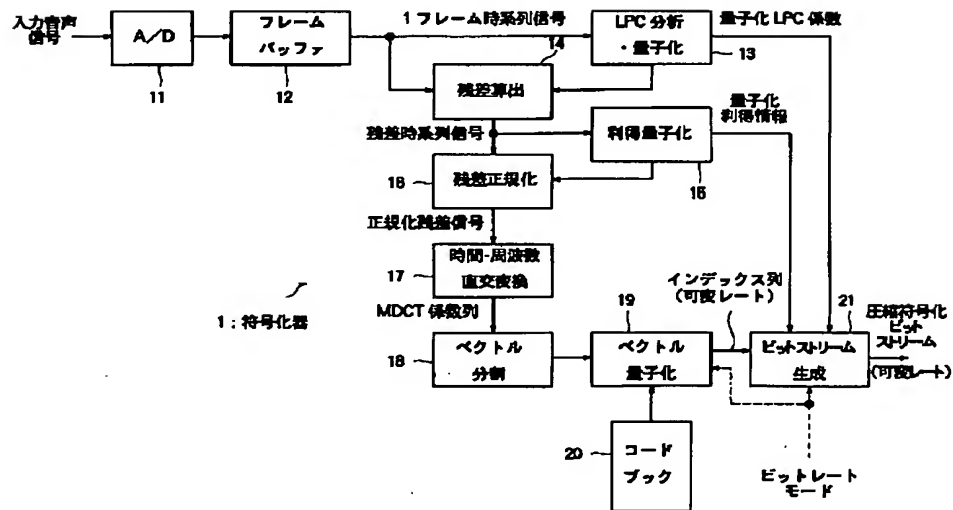 入力音声
信号
A/D
11
フレーム
バッファ
12
1フレーム時系列信号
LPC分析
・量子化
13
量子化LPC係数
14
残差算出
残差時系列信号
利得量子化
15
量子化
利得情報
16
残差正規化
正規化残差信号
17
時間-周波数
直交変換
1;符号化器
MDCT係数列
18
ベクトル
分割
19
ベクトル
量子化
インデックス列
(可変レート)
21
ビットストリーム
生成
圧縮符号化
ビット
ストリーム
(可変レート)
20
コード
ブック
ビットレート
モード